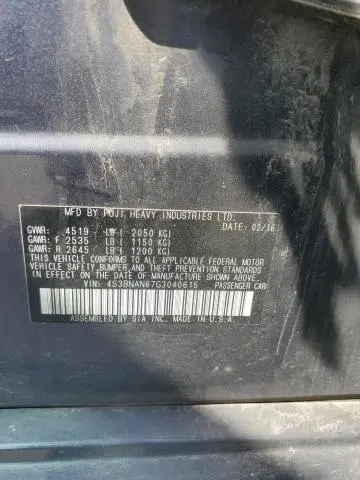 MFD BY FUJI HEAVY INDUSTRIES LTD.
DATE: 02/16
GVWR: 4519 LB ( 2050 KG)
GAWR: F 2535 LB ( 1150 KG)
GAWR: R 2645 LB ( 1200 KG)
THIS VEHICLE CONFORMS TO ALL APPLICABLE FEDERAL MOTOR
VEHICLE SAFETY,BUMPER,AND THEFT PREVENTION STANDARDS
IN EFFECT ON THE DATE OF MANUFACTURE SHOWN ABOVE.
VIN: 4S3BNAN67G3040615 PASSENGER CAR
ASSEMBLED BY SIA INC. IN U.S.A.